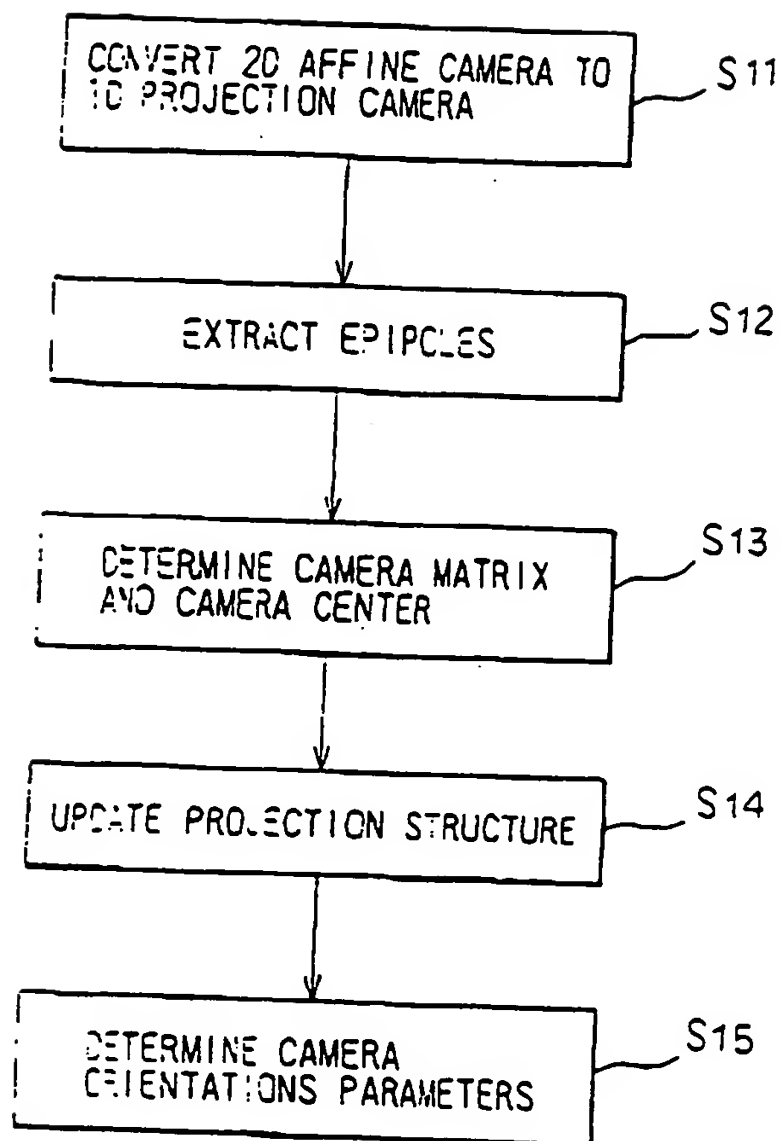 CONVERT 2D AFFINE CAMERA TO
1D PROJECTION CAMERA
S11
EXTRACT EPIPOLES
S12
DETERMINE CAMERA MATRIX
AND CAMERA CENTER
S13
UPDATE PROJECTION STRUCTURE
S14
DETERMINE CAMERA
ORIENTATIONS PARAMETERS
S15